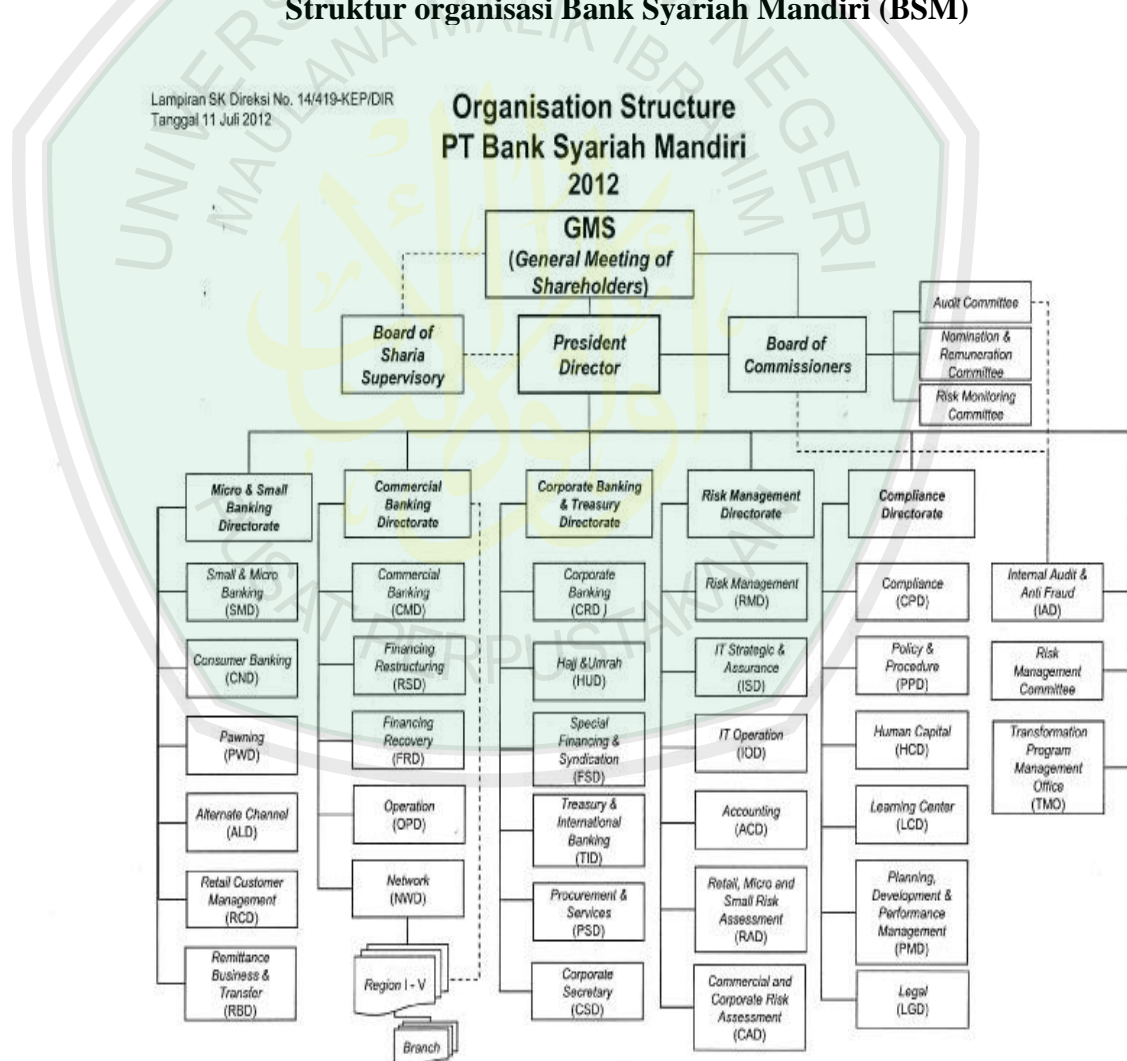 Struktur organisasi Bank Syariah Mandiri (BSM)
Lampiran SK Direksi No. 14/419-KEP/DIR
Tanggal 11 Juli 2012
Organisation Structure
PT Bank Syariah Mandiri
2012
GMS
(General Meeting of
Shareholders)
Board of
Sharia
Supervisory
President
Director
Board of
Commissioners
Audit Committee
Nomination &
Remuneration
Committee
Risk Monitoring
Committee
Micro & Small
Banking
Directorate
Small & Micro
Banking
(SMD)
Consumer Banking
(CND)
Pawning
(PWD)
Alternate Channel
(ALD)
Retail Customer
Management
(RCD)
Remittance
Business &
Transfer
(RBD)
Commercial
Banking
Directorate
Commercial
Banking
(CMD)
Financing
Restructuring
(RSD)
Financing
Recovery
(FRD)
Operation
(OPD)
Network
(NWD)
Region I - V
Branch
Corporate Banking
& Treasury
Directorate
Corporate
Banking
(CRD )
Hajj &Umrah
(HUD)
Special
Financing &
Syndication
(FSD)
Treasury &
International
Banking
(TID)
Procurement &
Services
(PSD)
Corporate
Secretary
(CSD)
Risk Management
Directorate
Risk Management
(RMD)
IT Strategic &
Assurance
(ISD)
IT Operation
(IOD)
Accounting
(ACD)
Retail, Micro and
Small Risk
Assessment
(RAD)
Commercial and
Corporate Risk
Assessment
(CAD)
Compliance
Directorate
Compliance
(CPD)
Policy &
Procedure
(PPD)
Human Capital
(HCD)
Learning Center
(LCD)
Planning,
Development &
Performance
Management
(PMD)
Legal
(LGD)
Internal Audit &
Anti Fraud
(IAD)
Risk
Management
Committee
Transformation
Program
Management
Office
(TMO)
MAULANA MALIK IBRAHIM
NEGERI
PUSAT PERPUSTAKAAN